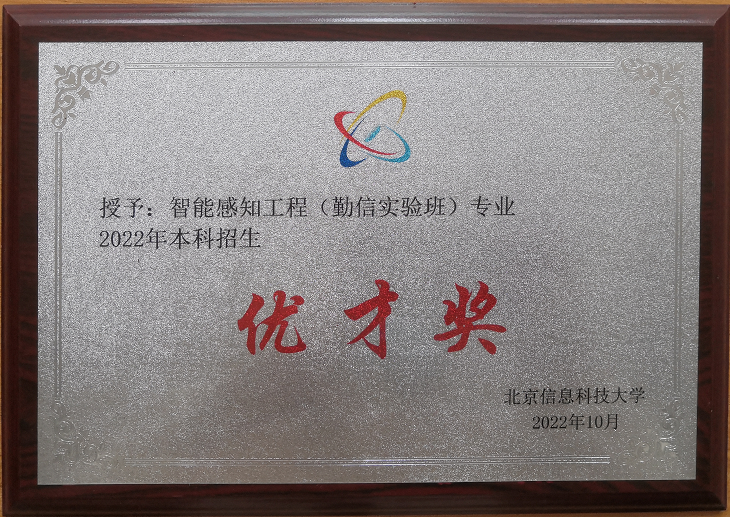 授予：智能感知工程（勤信实验班）专业
2022年本科招生
优才奖
北京信息科技大学
2022年10月